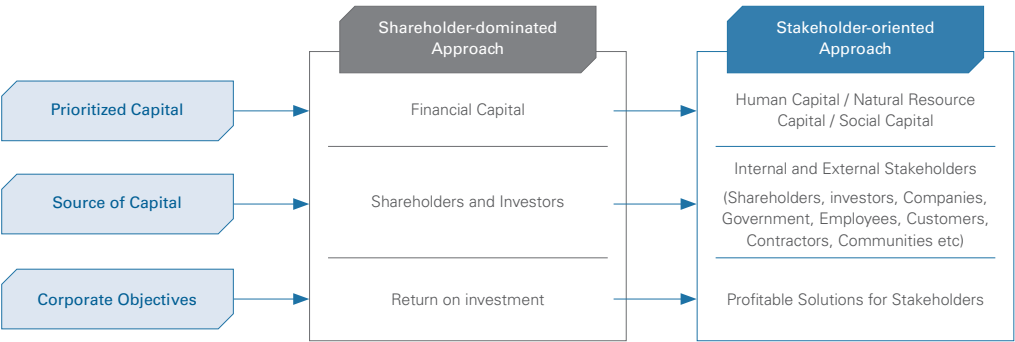 Shareholder-dominated
Approach
Stakeholder-oriented
Approach
Prioritized Capital
Financial Capital
Human Capital / Natural Resource
Capital / Social Capital
Source of Capital
Shareholders and Investors
Internal and External Stakeholders
(Shareholders, investors, Companies,
Government, Employees, Customers,
Contractors, Communities etc)
Corporate Objectives
Return on investment
Profitable Solutions for Stakeholders